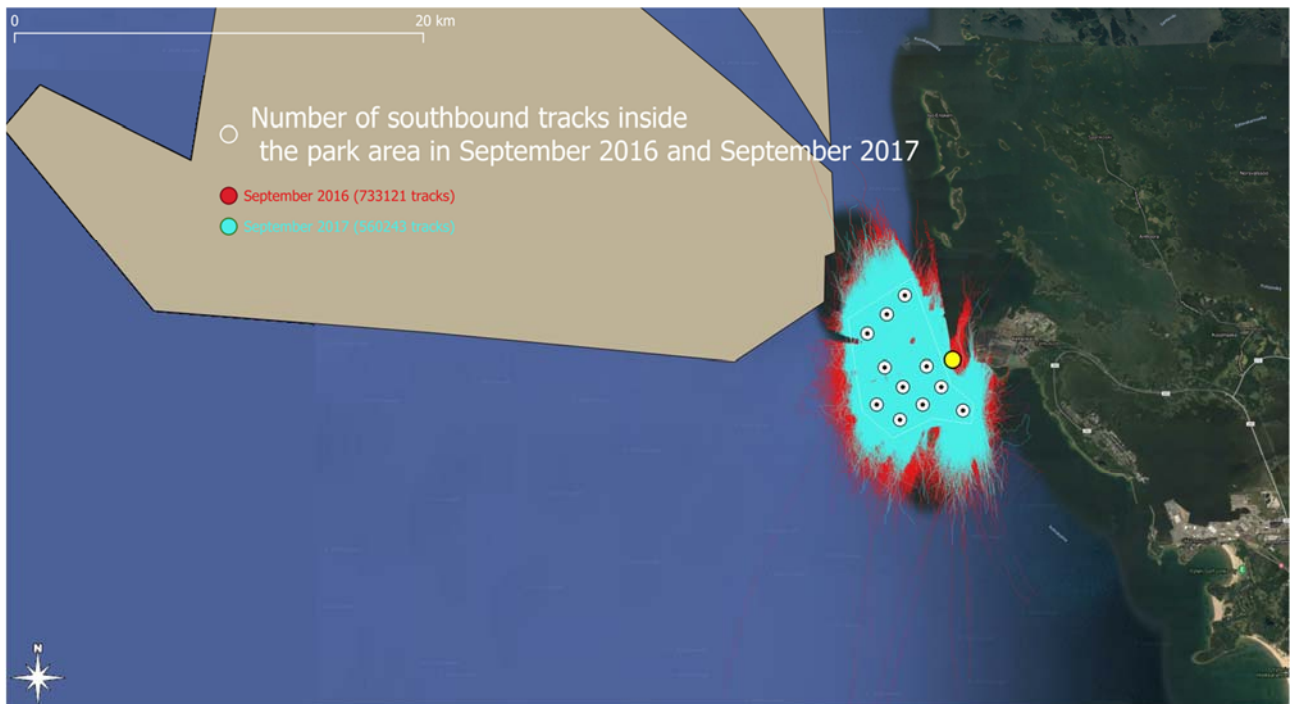 0
20 km
Number of southbound tracks inside
the park area in September 2016 and September 2017
September 2016 (733121 tracks)
September 2017 (560243 tracks)
N